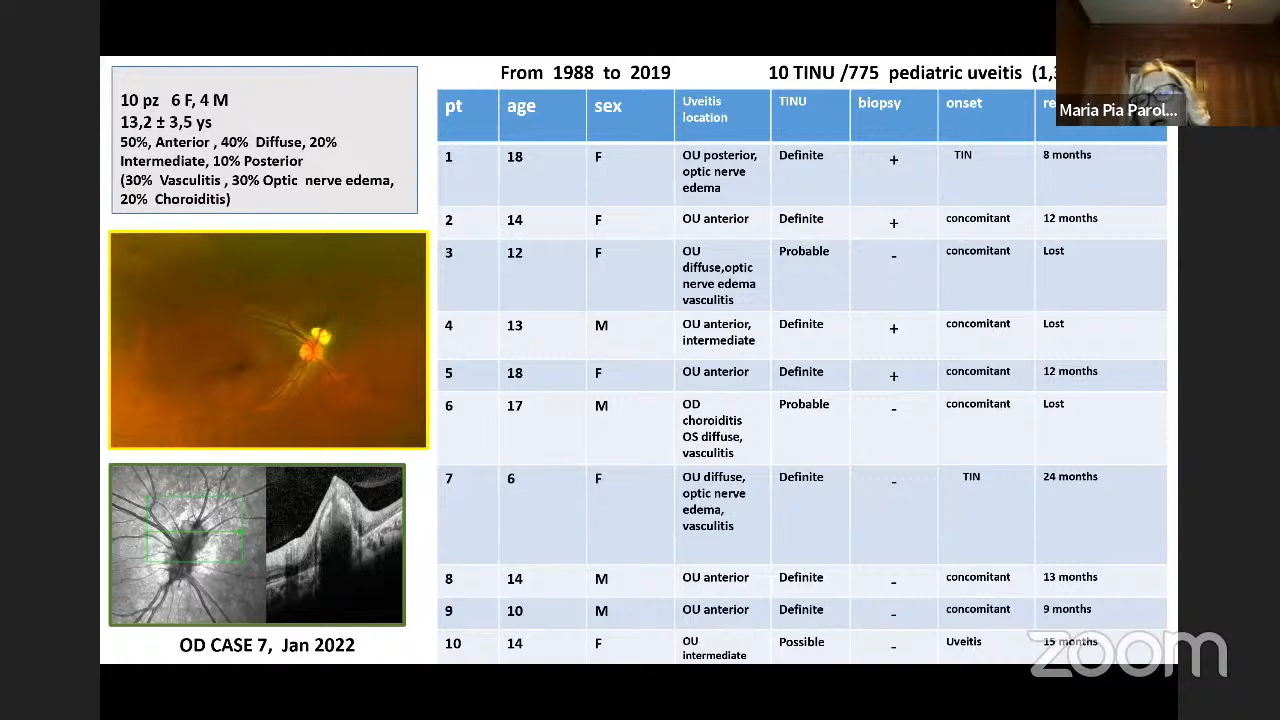 From 1988 to 2019
10 TINU /775 pediatric uveitis (1,3
10 pz 6 F, 4 M
13,2 ± 3,5 ys
50%, Anterior , 40% Diffuse, 20%
Intermediate, 10% Posterior
(30% Vasculitis , 30% Optic nerve edema,
20% Choroiditis)
OD CASE 7, Jan 2022
Maria Pia Parol...
pt age sex Uveitis location TINU biopsy onset re
1 18 F OU posterior, optic nerve edema Definite + TIN 8 months
2 14 F OU anterior Definite + concomitant 12 months
3 12 F OU diffuse,optic nerve edema vasculitis Probable - concomitant Lost
4 13 M OU anterior, intermediate Definite + concomitant Lost
5 18 F OU anterior Definite + concomitant 12 months
6 17 M OD choroiditis OS diffuse, vasculitis Probable - concomitant Lost
7 6 F OU diffuse, optic nerve edema, vasculitis Definite - TIN 24 months
8 14 M OU anterior Definite - concomitant 13 months
9 10 M OU anterior Definite - concomitant 9 months
10 14 F OU intermediate Possible - Uveitis 15 months
zoom